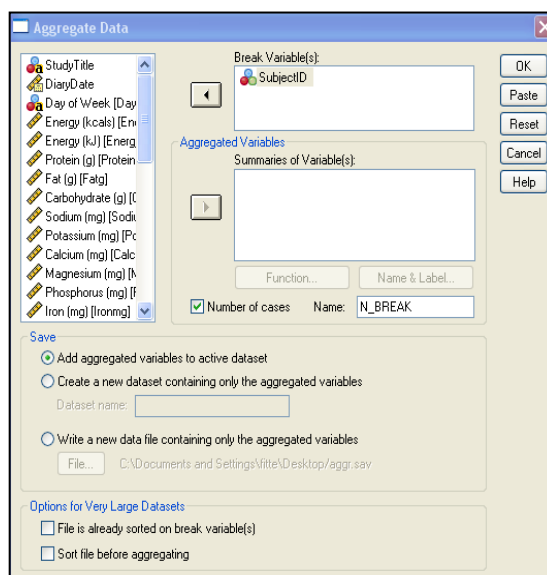 Aggregate Data
StudyTitle
DiaryDate
Day of Week [Day
Energy (kcals) [En
Energy (kJ) [Energ
Protein (g) [Protein
Fat (g) [Fatg]
Carbohydrate (g) [C
Sodium (mg) [Sodiu
Potassium (mg) [Po
Calcium (mg) [Calc
Magnesium (mg) [M
Phosphorus (mg) [F
Iron (mg) [Ironmg]
Break Variable(s):
SubjectID
Aggregated Variables
Summaries of Variable(s):
Function...
Name & Label...
Number of cases
Name:
N_BREAK
OK
Paste
Reset
Cancel
Help
Save
Add aggregated variables to active dataset
Create a new dataset containing only the aggregated variables
Dataset name:
Write a new data file containing only the aggregated variables
File...
C:\Documents and Settings\fitte\Desktop/aggr.sav
Options for Very Large Datasets
File is already sorted on break variable(s)
Sort file before aggregating